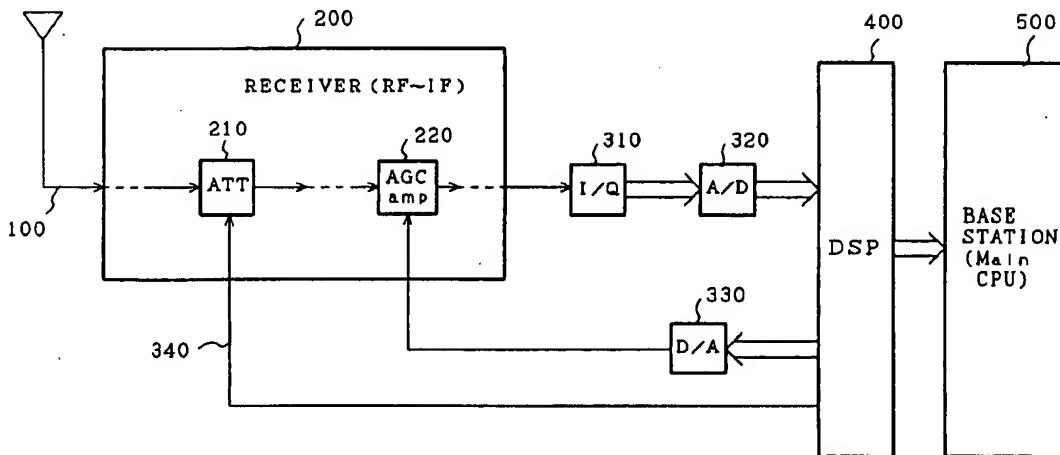 200
400
500
RECEIVER (RF~IF)
210
220
310
320
ATT
AGC
amp
I/Q
A/D
100
DSP
BASE
STATION
(Main
CPU)
330
340
D/A